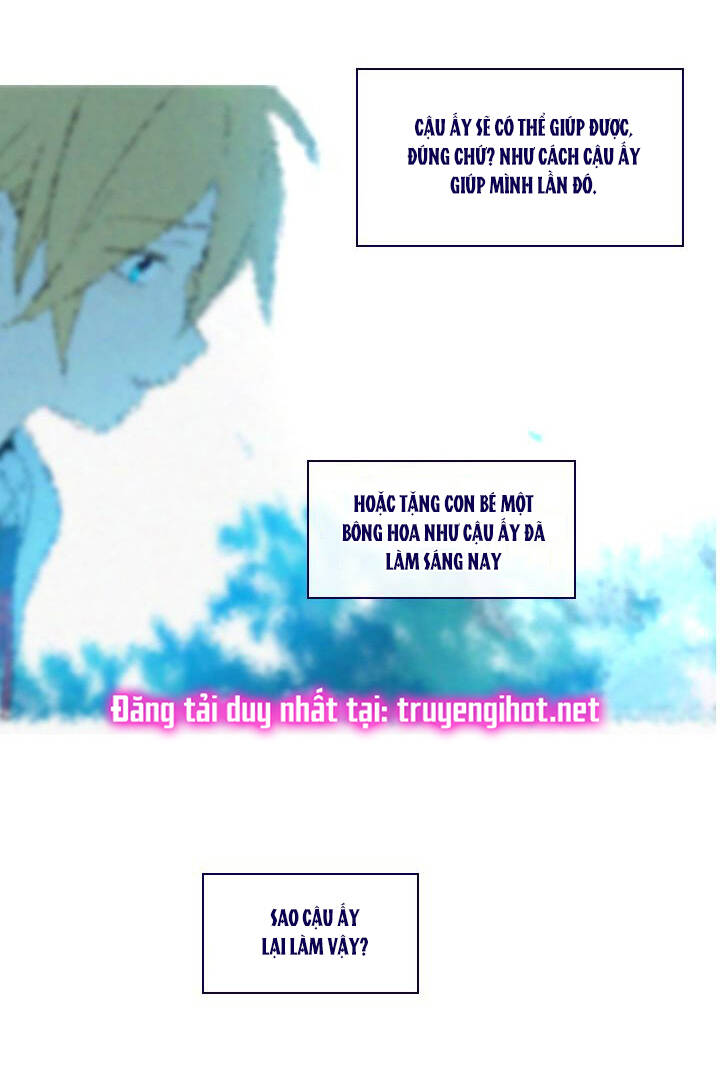 CẬU ẤY SẼ CÓ THỂ GIÚP ĐƯỢC,
ĐÚNG CHỨ? NHƯ CÁCH CẬU ẤY
GIÚP MÌNH LẦN ĐÓ.
HOẶC TẶNG CON BÉ MỘT
BÔNG HOA NHƯ CẬU ẤY ĐÃ
LÀM SÁNG NAY
Đăng tải duy nhất tại: truyengihot.net
SAO CẬU ẤY
LẠI LÀM VẬY?